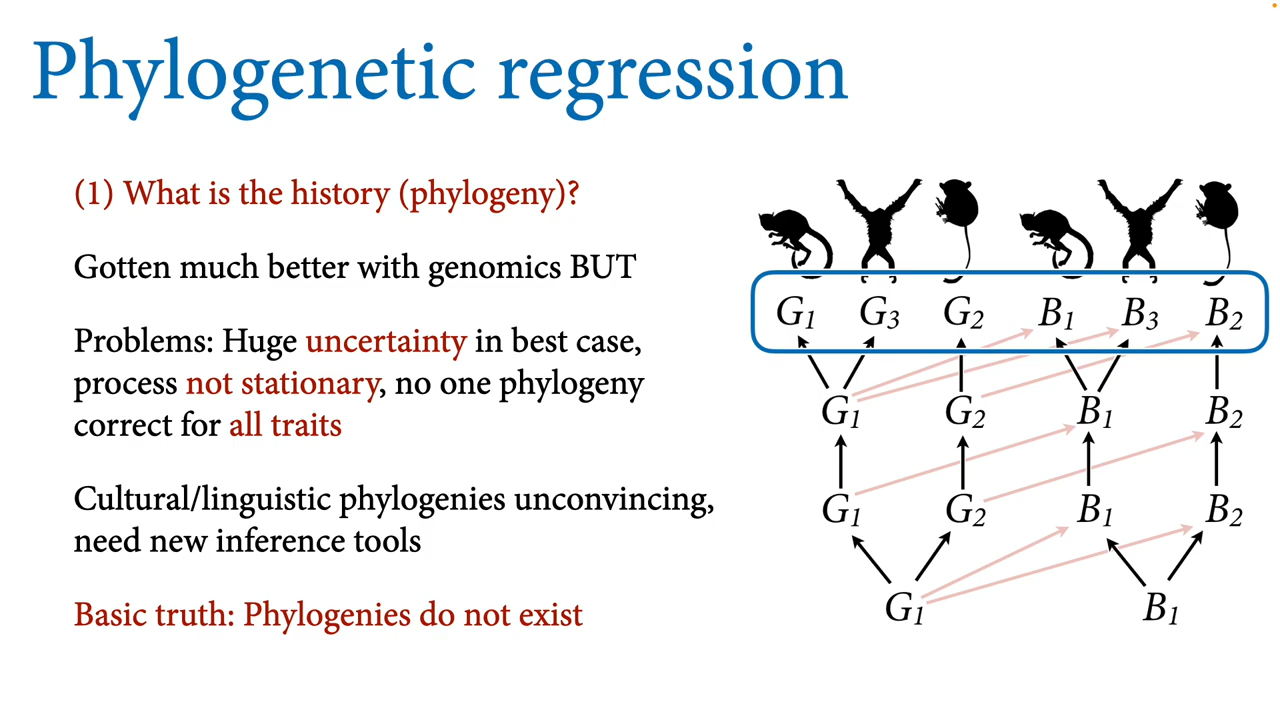 Phylogenetic regression
(1) What is the history (phylogeny)?
Gotten much better with genomics BUT
Problems: Huge uncertainty in best case,
process not stationary, no one phylogeny
correct for all traits
Cultural/linguistic phylogenies unconvincing,
need new inference tools
Basic truth: Phylogenies do not exist
G1 G3 G2 B1 B3 B2
G1 G2 B1 B2
G1 G2 B1 B2
G1 B1